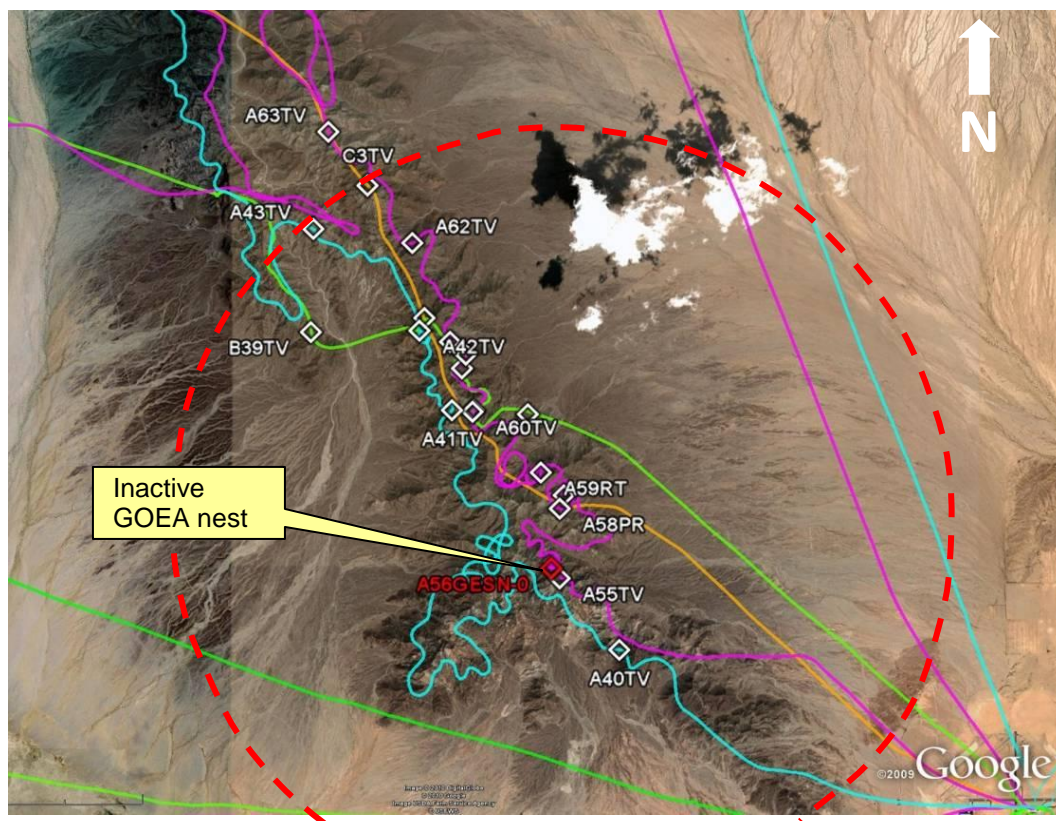 N
A63TV
C3TV
A43TV
A62TV
B39TV
A42TV
A41TV
A60TV
Inactive
GOEA nest
A59RT
A58PR
A56GESN-0
A55TV
A40TV
©2009 Google